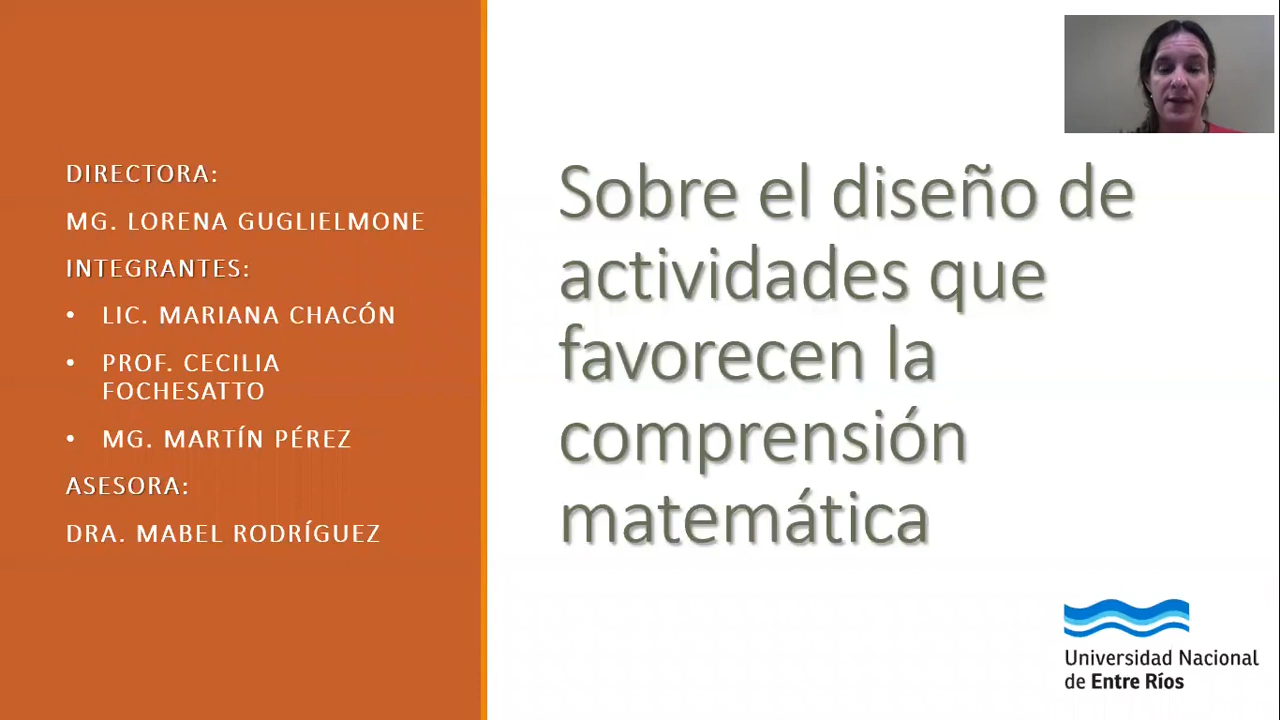 DIRECTORA:
MG. LORENA GUGLIELMONE
INTEGRANTES:
• LIC. MARIANA CHACÓN
• PROF. CECILIA
FOCHESATTO
• MG. MARTÍN PÉREZ
ASESORA:
DRA. MABEL RODRÍGUEZ
Sobre el diseño de
actividades que
favorecen la
comprensión
matemática
Universidad Nacional
de Entre Ríos